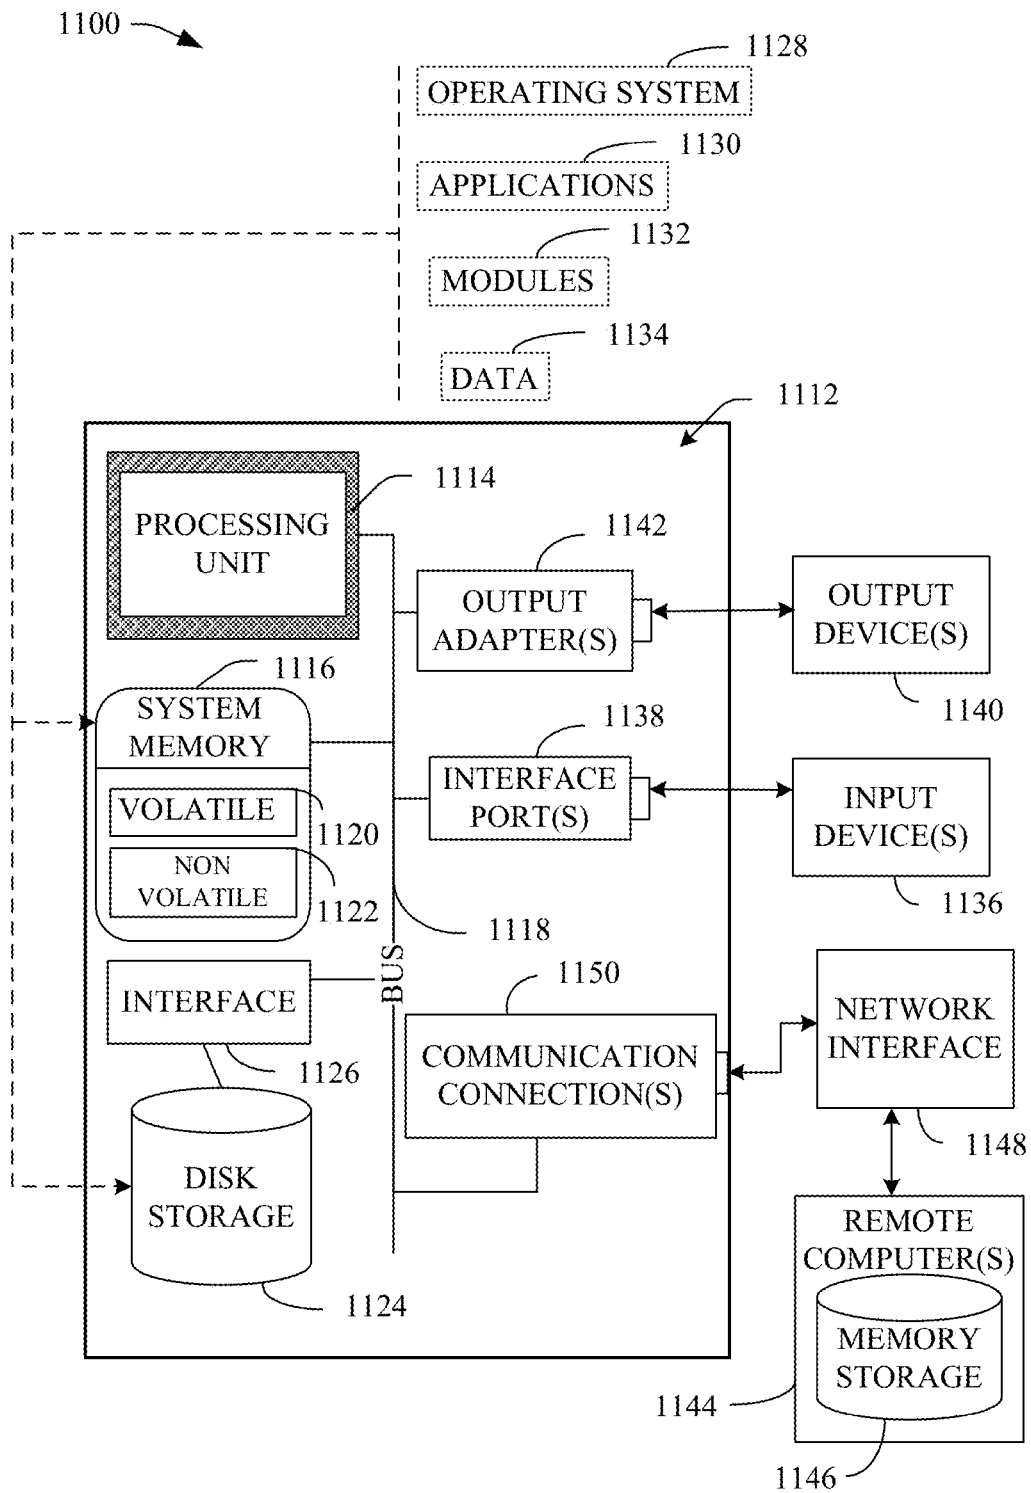 1100
1128
OPERATING SYSTEM
1130
APPLICATIONS
1132
MODULES
1134
DATA
1112
1114
PROCESSING
UNIT
1142
OUTPUT
ADAPTER(S)
OUTPUT
DEVICE(S)
1140
1116
SYSTEM
MEMORY
1138
INTERFACE
PORT(S)
INPUT
DEVICE(S)
1136
VOLATILE
1120
NON
VOLATILE
1122
1118
BUS
1150
INTERFACE
1126
COMMUNICATION
CONNECTION(S)
NETWORK
INTERFACE
1148
DISK
STORAGE
1124
REMOTE
COMPUTER(S)
MEMORY
STORAGE
1144
1146